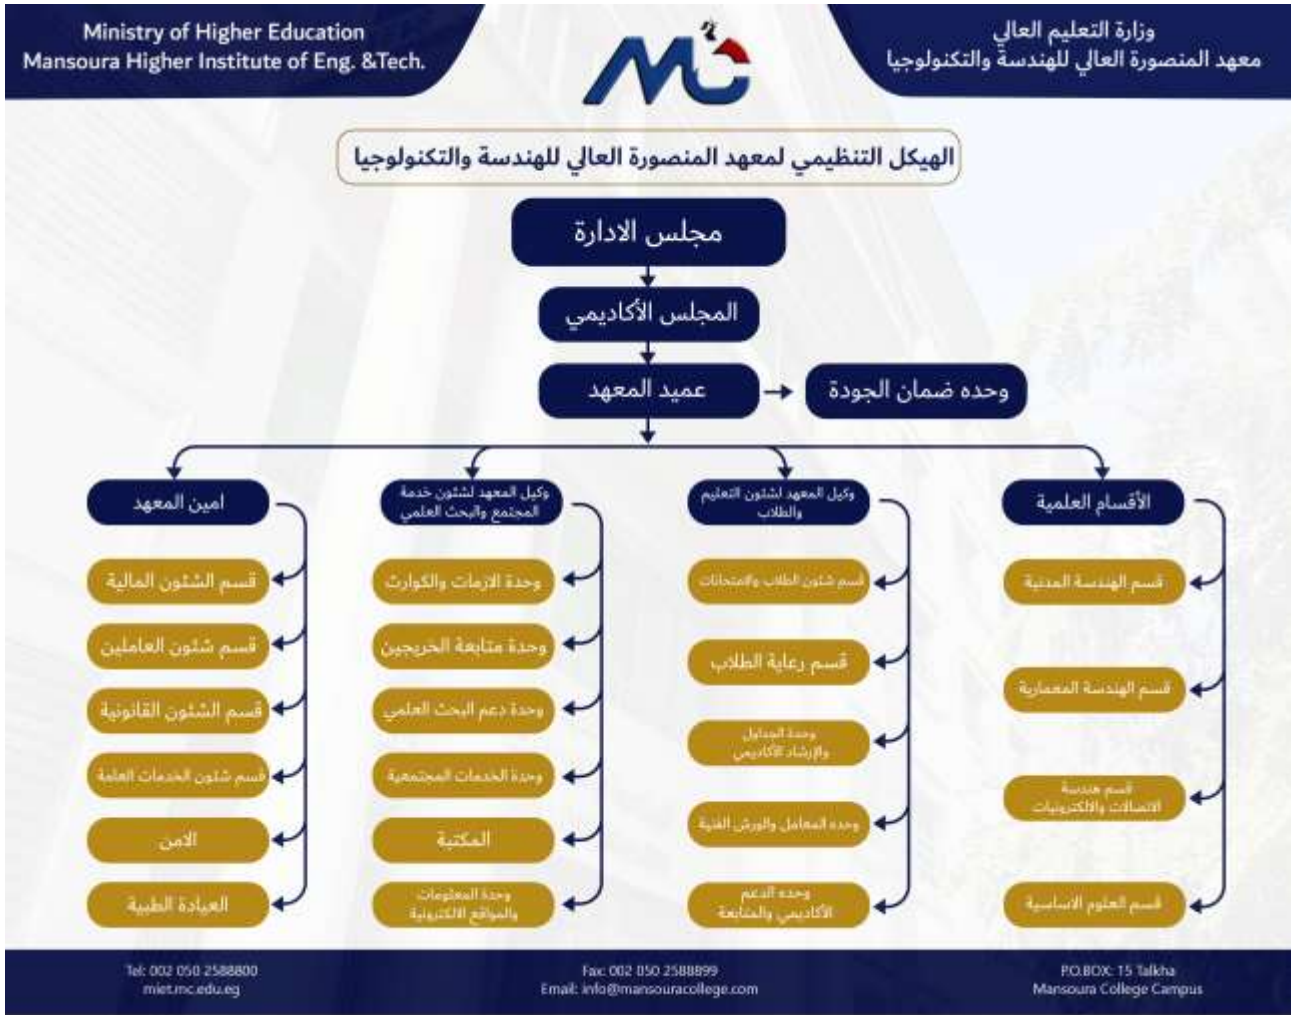 Ministry of Higher Education
Mansoura Higher Institute of Eng. &Tech.
وزارة التعليم العالي
معهد المنصورة العالي للهندسة والتكنولوجيا
MC
الهيكل التنظيمي لمعهد المنصورة العالي للهندسة والتكنولوجيا
مجلس الادارة
المجلس الأكاديمي
عميد المعهد
وحده ضمان الجودة
الأقسام العلمية
قسم الهندسة المدنية
قسم الهندسة المعمارية
قسم هندسة
الاتصالات والالكترونيات
قسم العلوم الاساسية
وكيل المعهد لشئون التعليم
والطلاب
قسم شئون الطلاب والامتحانات
قسم رعاية الطلاب
وحدة الجداول
والإرشاد الأكاديمي
وحده المعامل والورش الفنية
وحده الدعم
الأكاديمي والمتابعة
وكيل المعهد لشئون خدمة
المجتمع والبحث العلمي
وحدة الازمات والكوارث
وحدة متابعة الخريجين
وحدة دعم البحث العلمي
وحدة الخدمات المجتمعية
المكتبة
وحدة المعلومات
والمواقع الالكترونية
امين المعهد
قسم الشئون المالية
قسم شئون العاملين
قسم الشئون القانونية
قسم شئون الخدمات العامة
الامن
العيادة الطبية
Tel: 002 050 2588800
miet.mc.edu.eg
Fax: 002 050 2588899
Email: info@mansouracollege.com
P.O.BOX: 15 Talkha
Mansoura College Campus